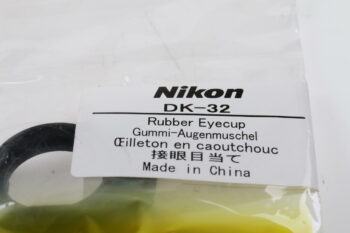 Nikon
DK-32
Rubber Eyecup
Gummi-Augenmuschel
Œilleton en caoutchouc
接眼目当て
Made in China